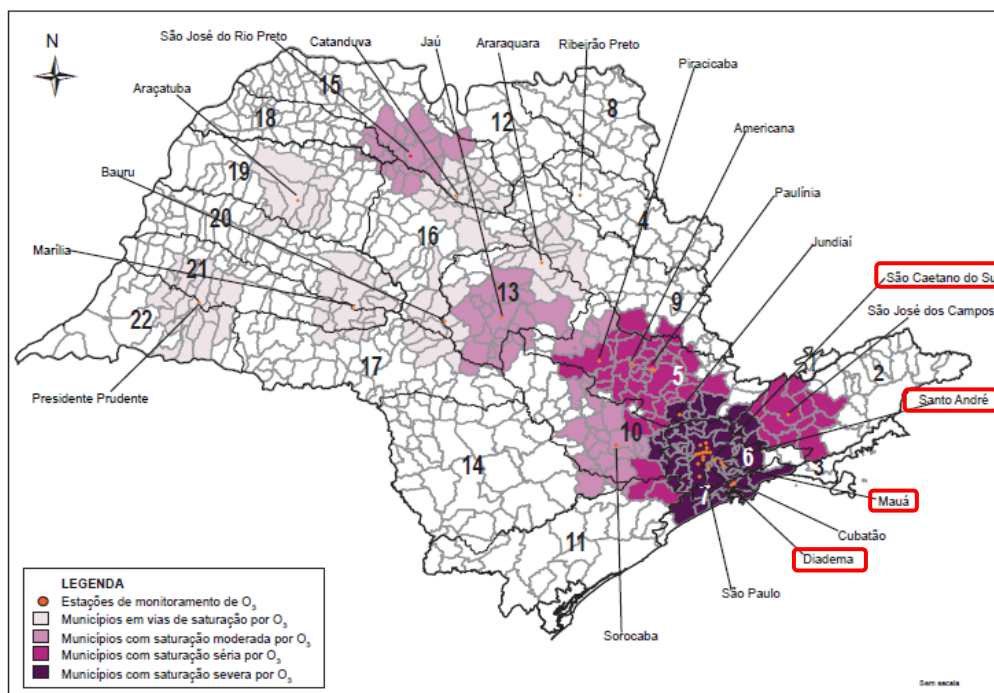 N
São José do Rio Preto
Catanduva
Jaú
Araraquara
Ribeirão Preto
Piracicaba
Araçatuba
Americana
Bauru
Paulínia
Marília
Jundiaí
São Caetano do Su
São José dos Campos
Santo André
Presidente Prudente
Mauá
Cubatão
Diadema
São Paulo
Sorocaba
15
18
12
8
19
20
16
4
21
22
13
9
17
5
1
2
10
6
3
14
7
11
LEGENDA
Estações de monitoramento de O3
Municípios em vias de saturação por O3
Municípios com saturação moderada por O3
Municípios com saturação séria por O3
Municípios com saturação severa por O3
Sem escala